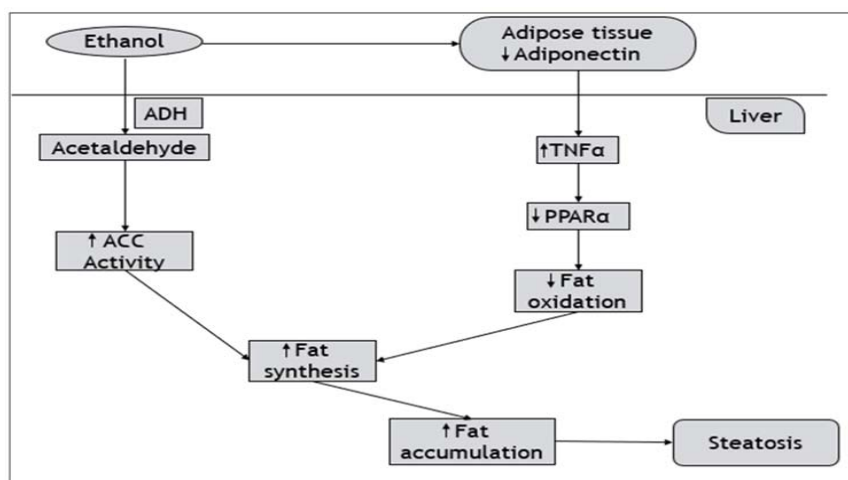 Ethanol
Adipose tissue
↓Adiponectin
ADH
Liver
Acetaldehyde
↑TNFα
↓PPARα
↑ ACC
Activity
↓Fat
oxidation
↑Fat
synthesis
↑Fat
accumulation
Steatosis